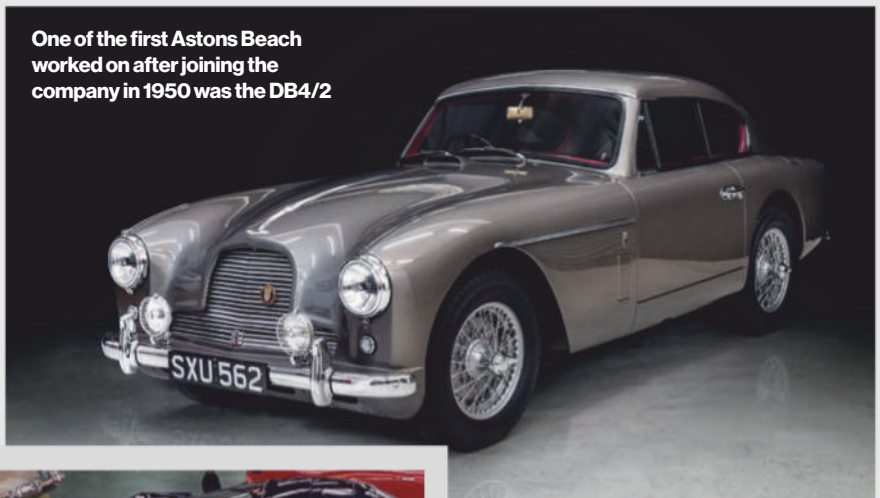 One of the first Astons Beach
worked on after joining the
company in 1950 was the DB4/2
SXU 562